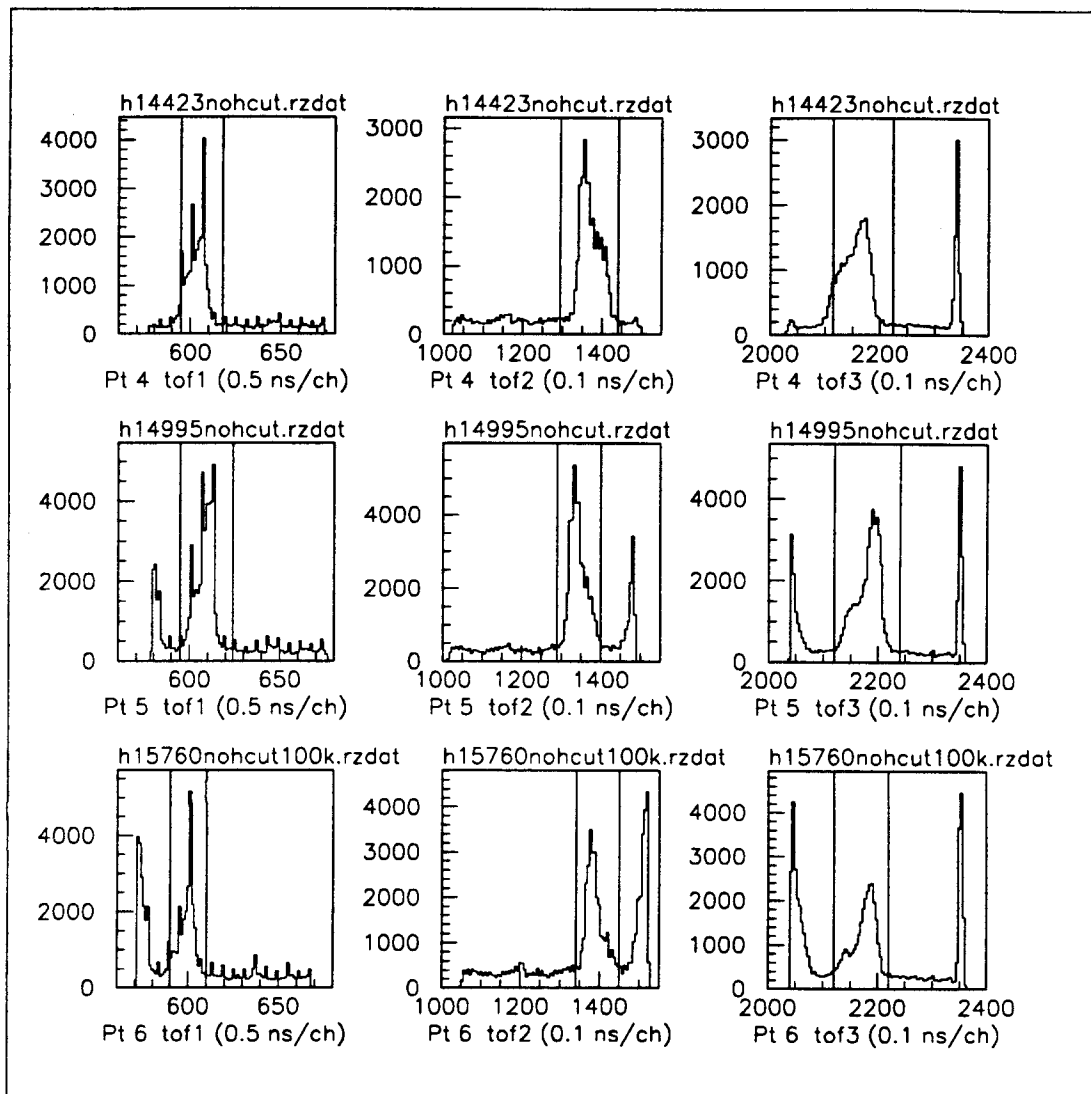 h14423nohcut.rzdat
4000
3000
2000
1000
0
600 650
Pt 4 tof1 (0.5 ns/ch)
h14423nohcut.rzdat
3000
2000
1000
0
1000 1200 1400
Pt 4 tof2 (0.1 ns/ch)
h14423nohcut.rzdat
3000
2000
1000
0
2000 2200 2400
Pt 4 tof3 (0.1 ns/ch)
h14995nohcut.rzdat
4000
2000
0
600 650
Pt 5 tof1 (0.5 ns/ch)
h14995nohcut.rzdat
4000
2000
0
1000 1200 1400
Pt 5 tof2 (0.1 ns/ch)
h14995nohcut.rzdat
4000
2000
0
2000 2200 2400
Pt 5 tof3 (0.1 ns/ch)
h15760nohcut100k.rzdat
4000
2000
0
600 650
Pt 6 tof1 (0.5 ns/ch)
h15760nohcut100k.rzdat
4000
3000
2000
1000
0
1000 1200 1400
Pt 6 tof2 (0.1 ns/ch)
h15760nohcut100k.rzdat
4000
3000
2000
1000
0
2000 2200 2400
Pt 6 tof3 (0.1 ns/ch)